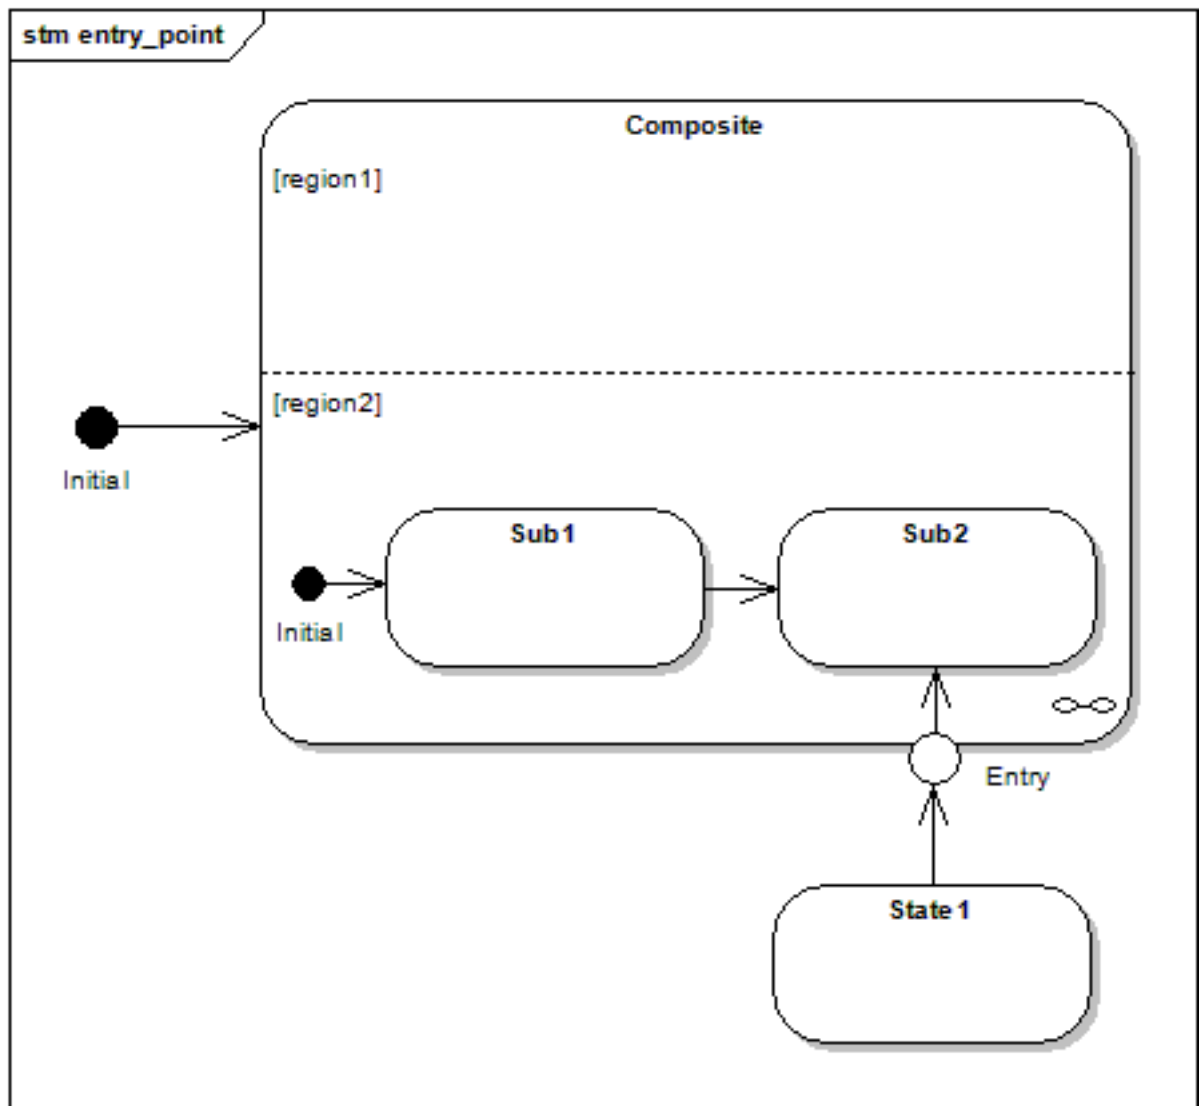 stm entry_point
Composite
[region1]
[region2]
Initial
Sub1
Sub2
Initial
Entry
State1